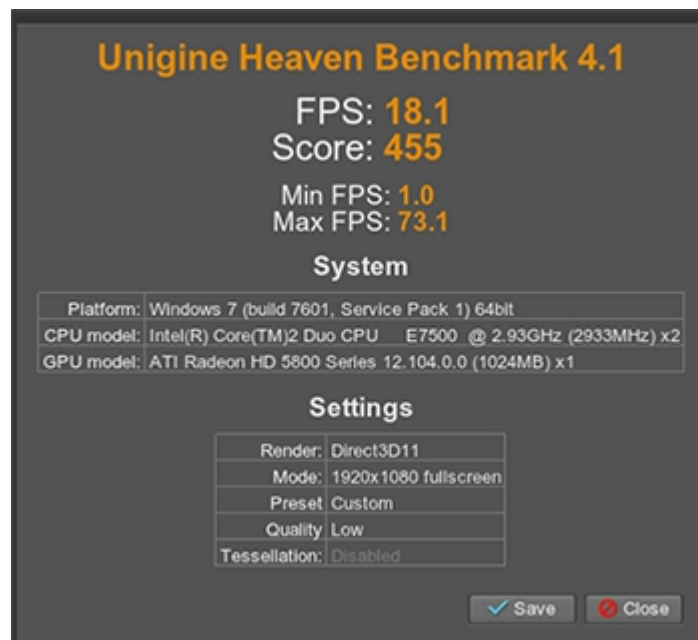 Unigine Heaven Benchmark 4.1
FPS: 18.1
Score: 455
Min FPS: 1.0
Max FPS: 73.1
System
Platform: Windows 7 (build 7601, Service Pack 1) 64bit
CPU model: Intel(R) Core(TM)2 Duo CPU E7500 @ 2.93GHz (2933MHz) x2
GPU model: ATI Radeon HD 5800 Series 12.104.0.0 (1024MB) x1
Settings
Render: Direct3D11
Mode: 1920x1080 fullscreen
Preset Custom
Quality Low
Tessellation: Disabled
Save Close